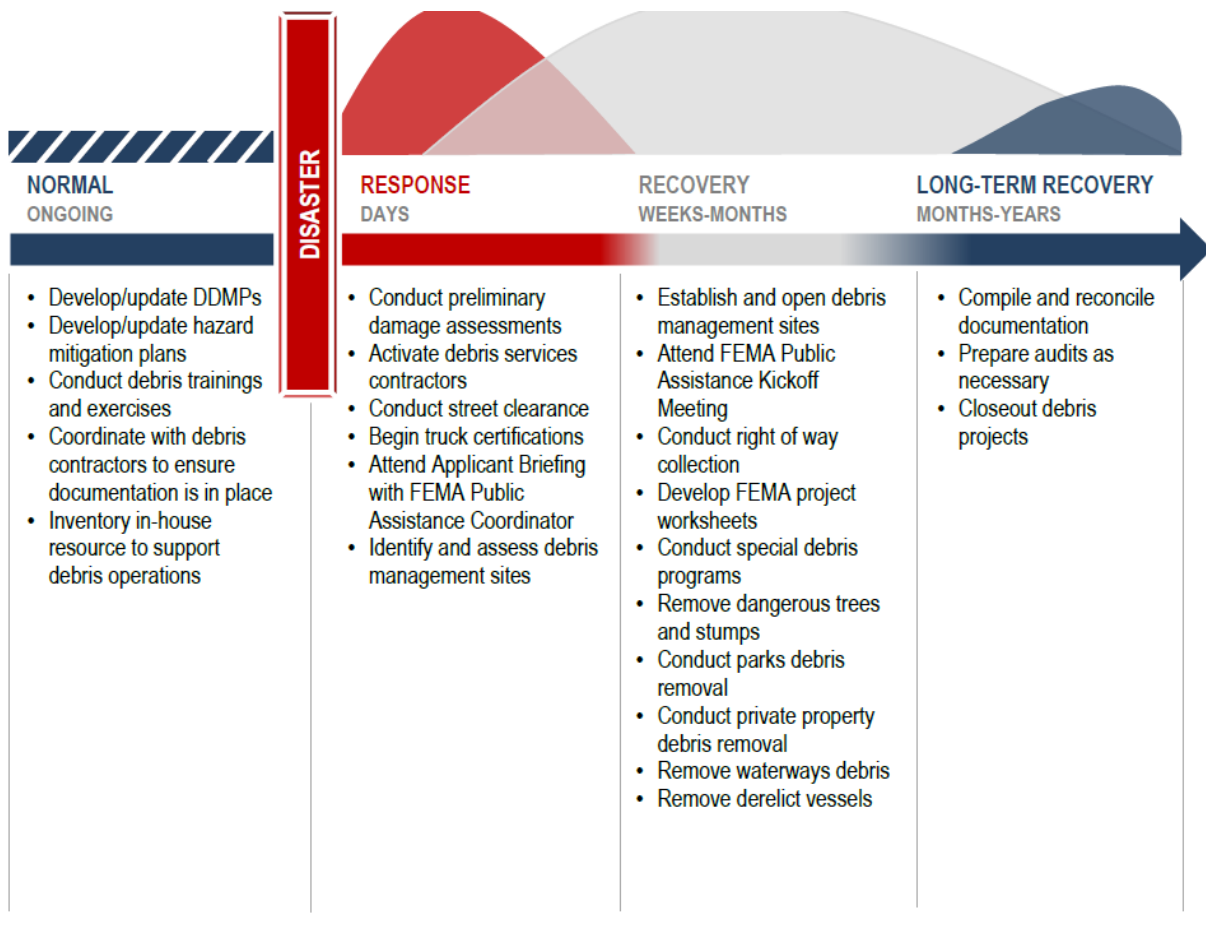 DISASTER
NORMAL
ONGOING
• Develop/update DDMPs
• Develop/update hazard
mitigation plans
• Conduct debris trainings
and exercises
• Coordinate with debris
contractors to ensure
documentation is in place
• Inventory in-house
resource to support
debris operations
RESPONSE
DAYS
• Conduct preliminary
damage assessments
• Activate debris services
contractors
• Conduct street clearance
• Begin truck certifications
• Attend Applicant Briefing
with FEMA Public
Assistance Coordinator
• Identify and assess debris
management sites
RECOVERY
WEEKS-MONTHS
• Establish and open debris
management sites
• Attend FEMA Public
Assistance Kickoff
Meeting
• Conduct right of way
collection
• Develop FEMA project
worksheets
• Conduct special debris
programs
• Remove dangerous trees
and stumps
• Conduct parks debris
removal
• Conduct private property
debris removal
• Remove waterways debris
• Remove derelict vessels
LONG-TERM RECOVERY
MONTHS-YEARS
• Compile and reconcile
documentation
• Prepare audits as
necessary
• Closeout debris
projects